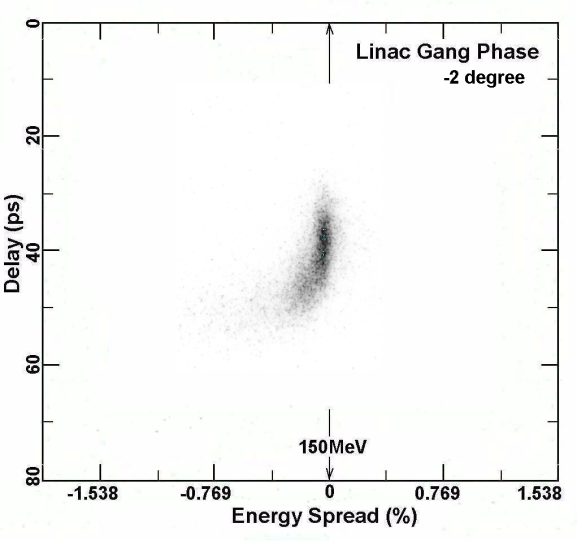 Linac Gang Phase
-2 degree
0
20
40
60
80
Delay (ps)
150MeV
-1.538 -0.769 0 0.769 1.538
Energy Spread (%)